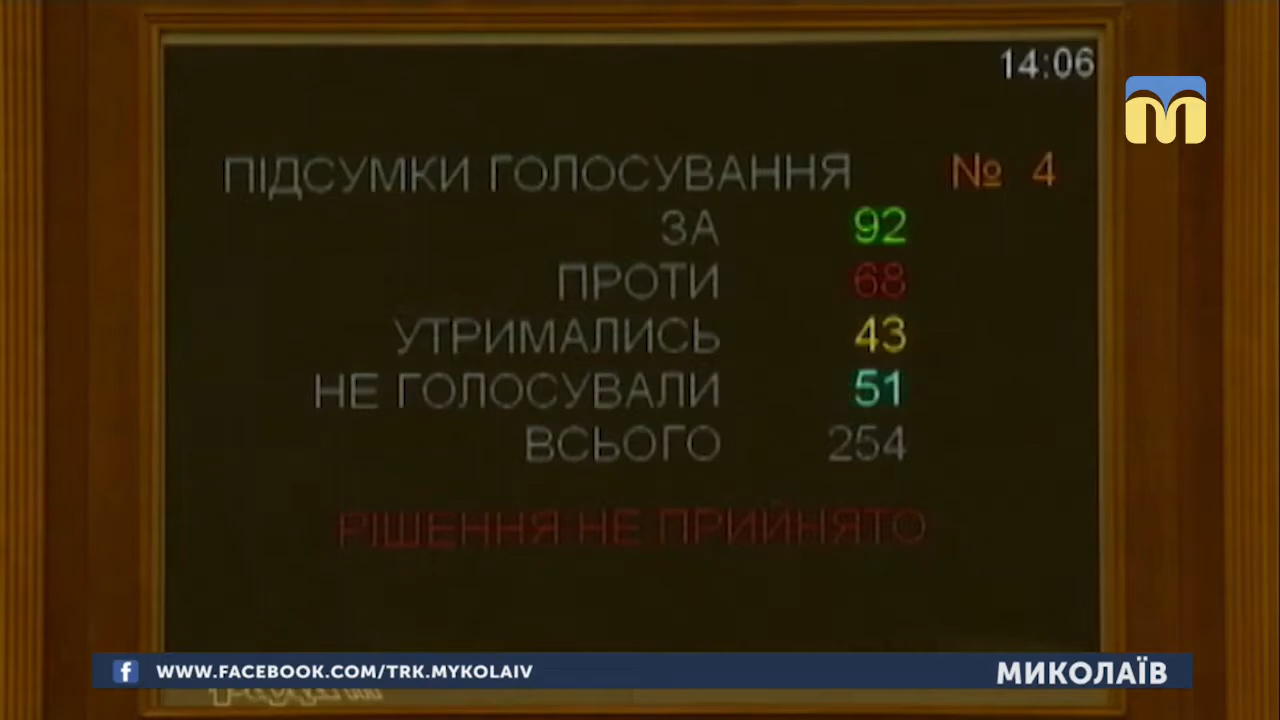 14:06
ПІДСУМКИ ГОЛОСУВАННЯ № 4
ЗА 92
ПРОТИ 68
УТРИМАЛИСЬ 43
НЕ ГОЛОСУВАЛИ 51
ВСЬОГО 254
РІШЕННЯ НЕ ПРИЙНЯТО
WWW.FACEBOOK.COM/TRK.MYKOLAIV
МИКОЛАЇВ